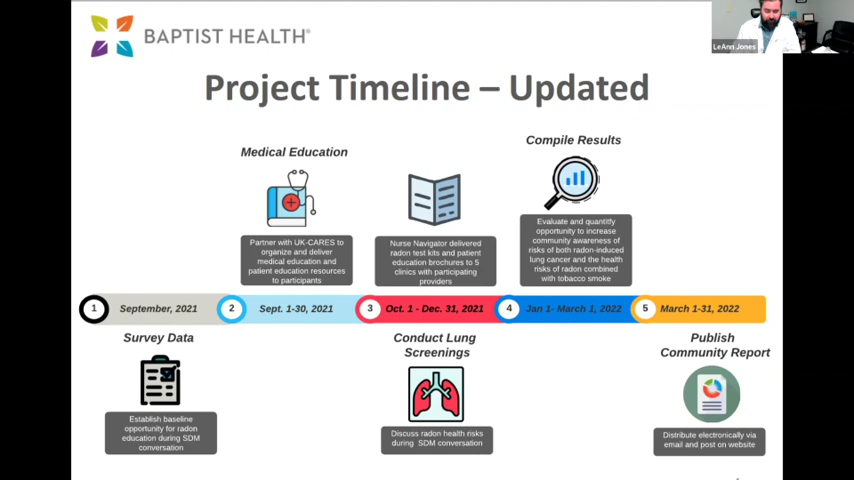 BAPTIST HEALTH®
LeAnn Jones
Project Timeline – Updated
Medical Education
Partner with UK-CARES to
organize and deliver
medical education and
patient education resources
to participants
Nurse Navigator delivered
radon test kits and patient
education brochures to 5
clinics with participating
providers
Compile Results
Evaluate and quantify
opportunity to increase
community awareness of
risks of both radon-induced
lung cancer and the health
risks of radon combined
with tobacco smoke
1 September, 2021 2 Sept. 1-30, 2021 3 Oct. 1 - Dec. 31, 2021 4 Jan 1- March 1, 2022 5 March 1-31, 2022
Survey Data
Establish baseline
opportunity for radon
education during SDM
conversation
Conduct Lung
Screenings
Discuss radon health risks
during SDM conversation
Publish
Community Report
Distribute electronically via
email and post on website